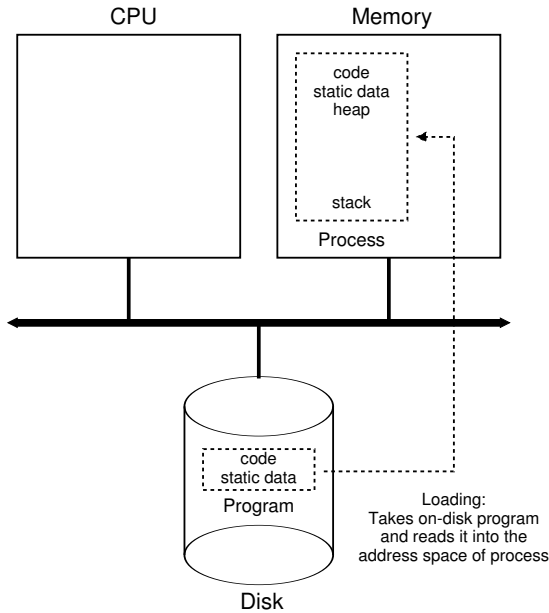 CPU
Memory
code
static data
heap
stack
Process
code
static data
Program
Loading:
Takes on-disk program
and reads it into the
address space of process
Disk